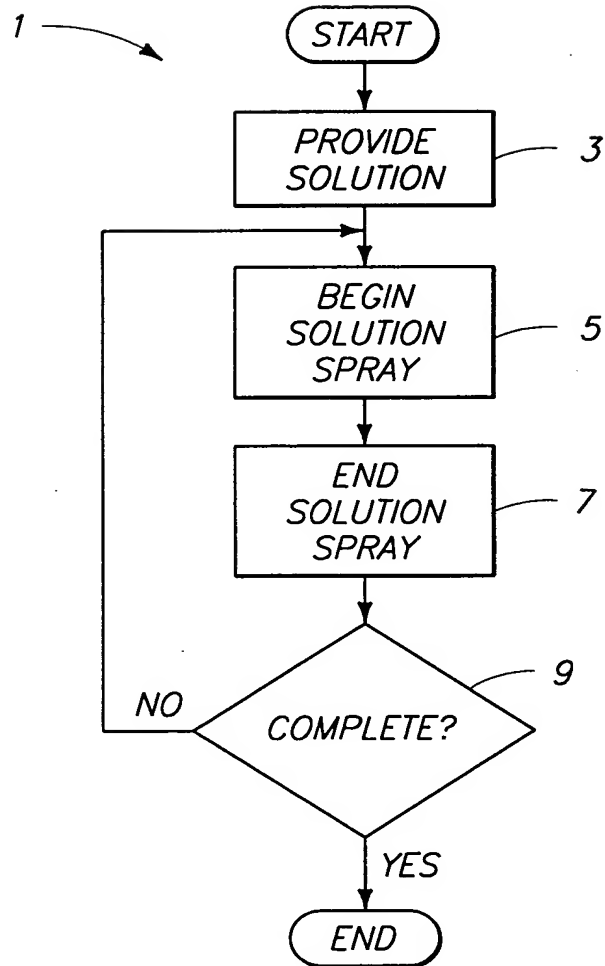 1
START
PROVIDE
SOLUTION
3
BEGIN
SOLUTION
SPRAY
5
END
SOLUTION
SPRAY
7
9
NO
COMPLETE?
YES
END